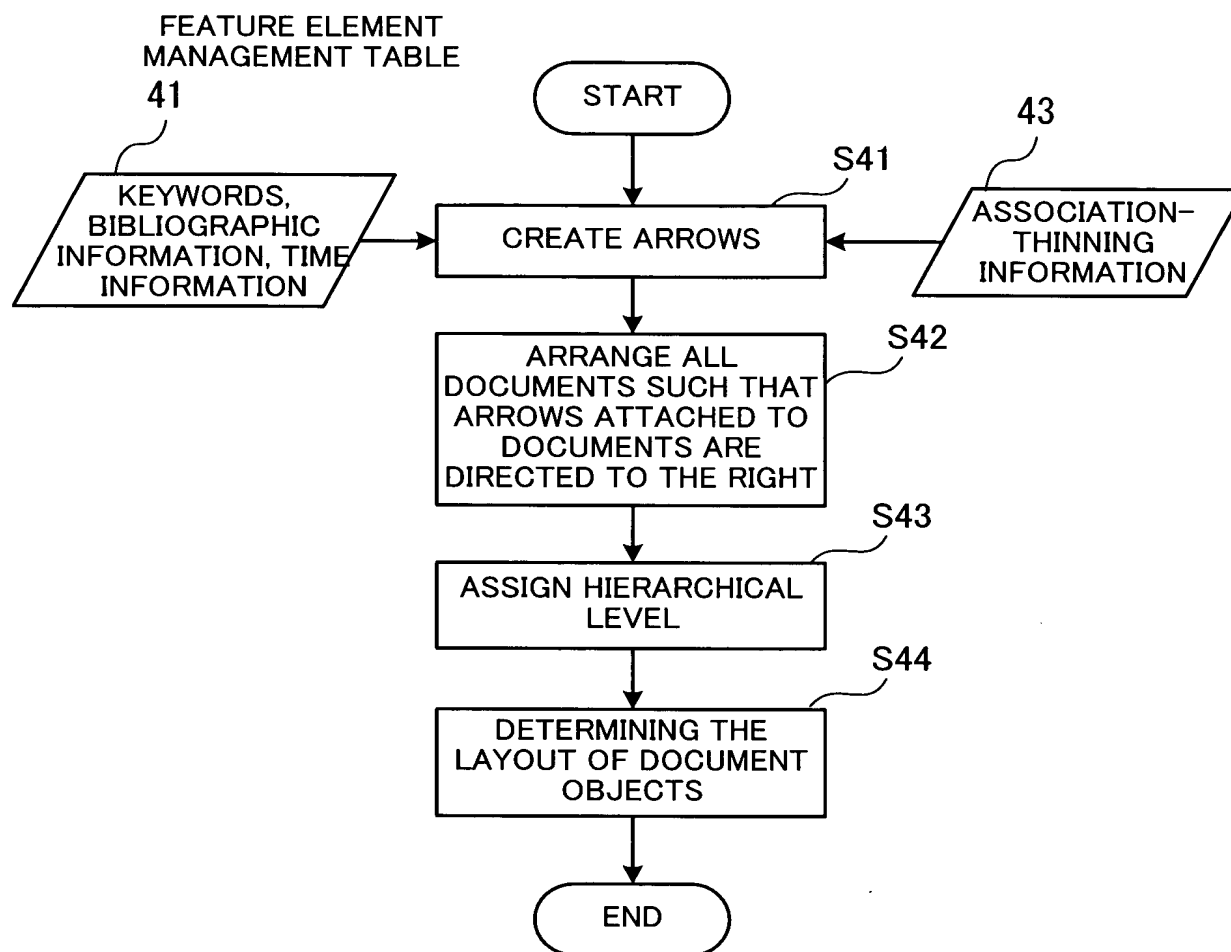 FEATURE ELEMENT
MANAGEMENT TABLE
41
START
43
S41
KEYWORDS,
BIBLIOGRAPHIC
INFORMATION, TIME
INFORMATION
CREATE ARROWS
ASSOCIATION-
THINNING
INFORMATION
S42
ARRANGE ALL
DOCUMENTS SUCH THAT
ARROWS ATTACHED TO
DOCUMENTS ARE
DIRECTED TO THE RIGHT
S43
ASSIGN HIERARCHICAL
LEVEL
S44
DETERMINING THE
LAYOUT OF DOCUMENT
OBJECTS
END